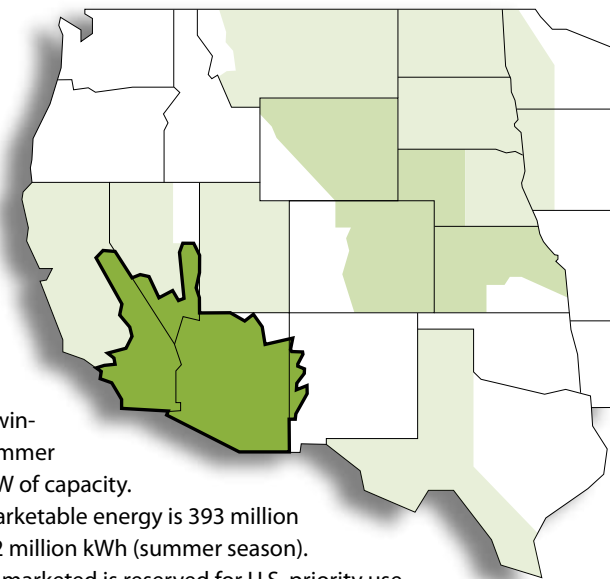 win-
mmer
W of capacity.
arketable energy is 393 million
2 million kWh (summer season).
marketed is reserved for U.S. priority use